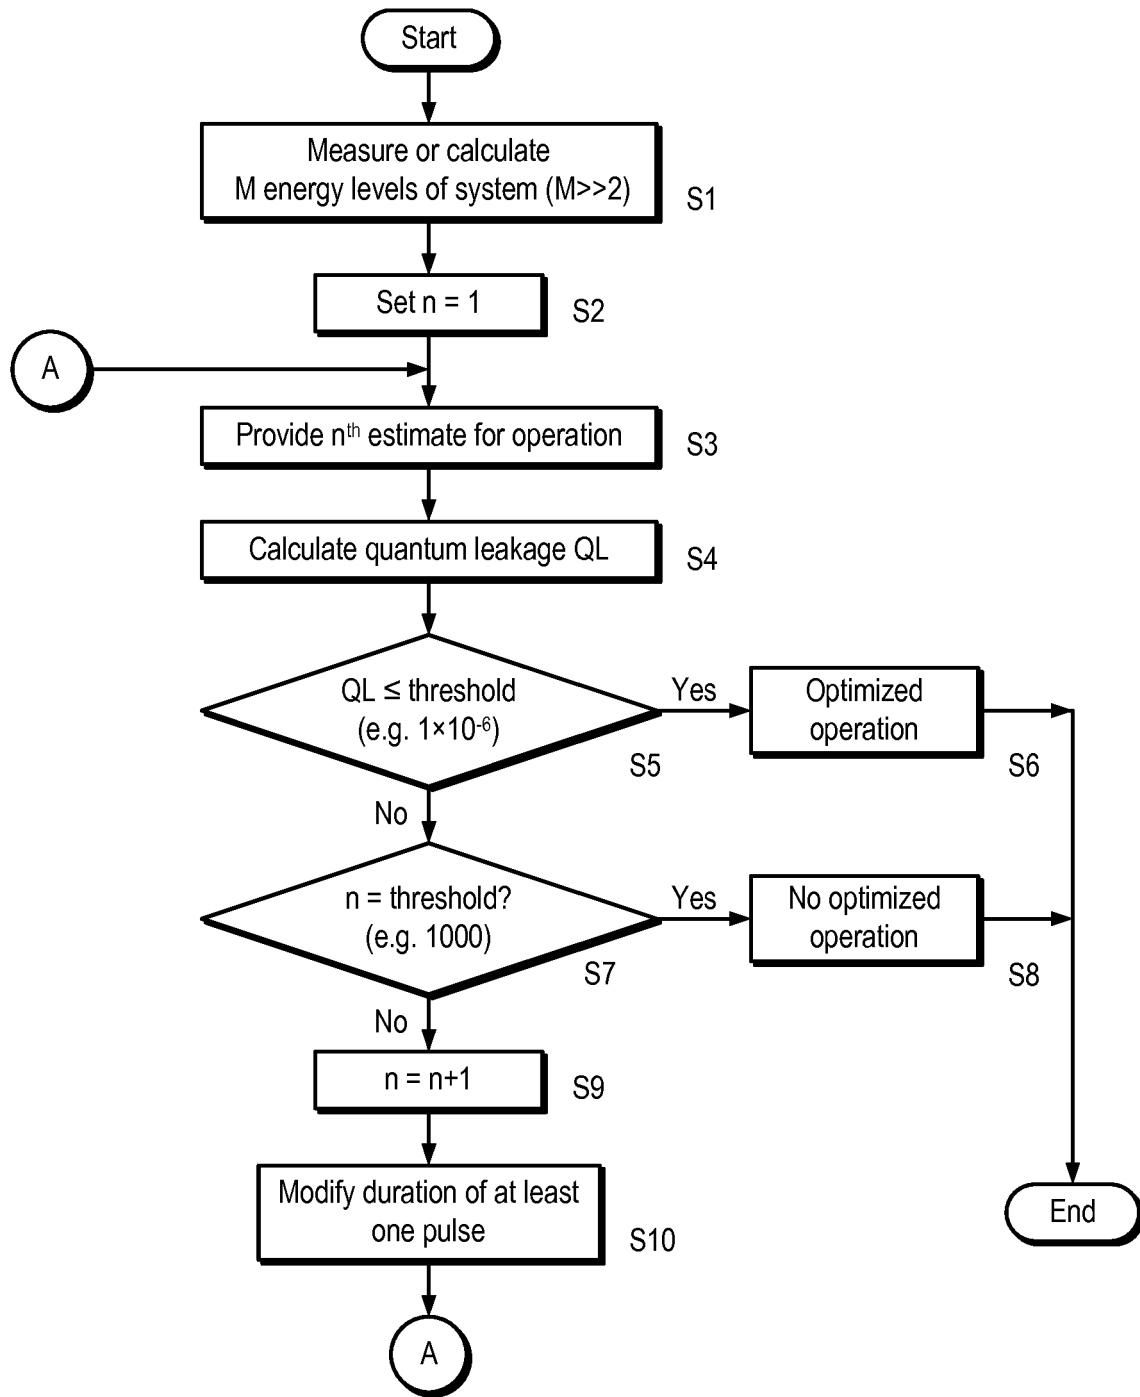 Start
Measure or calculate
M energy levels of system (M>>2)
S1
Set n = 1
S2
A
Provide nᵗʰ estimate for operation
S3
Calculate quantum leakage QL
S4
QL ≤ threshold
(e.g. 1×10⁻⁶)
S5
Yes
Optimized
operation
S6
No
n = threshold?
(e.g. 1000)
S7
Yes
No optimized
operation
S8
No
n = n+1
S9
Modify duration of at least
one pulse
S10
End
A